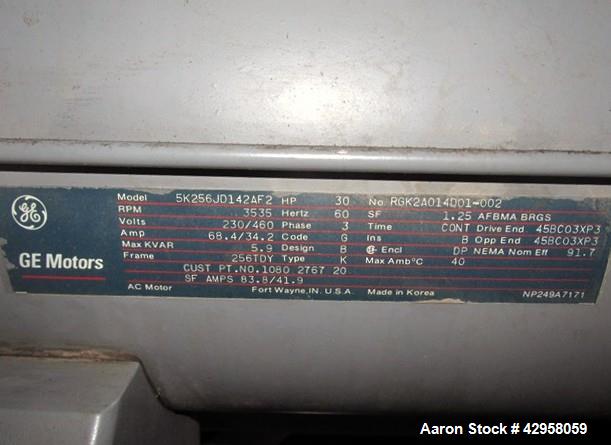 GE
GE Motors
Model 5K256JD142AF2 HP 30 No RGK2A014D01-002
RPM 3535 Hertz 60 SF 1.25 AFBMA BRGS
Volts 230/460 Phase 3 Time CONT Drive End 45BC03XP3
Amp 68.4/34.2 Code G Ins B Opp End 45BC03XP3
Max KVAR 5.9 Design B Encl DP NEMA Nom Eff 91.7
Frame 256TDY Type K Max Amb°C 40
CUST PT.NO.1080 2767 20
SF AMPS 83.8/41.9
AC Motor Fort Wayne, IN. U.S.A. Made in Korea NP249A7171
Aaron Stock # 42958059